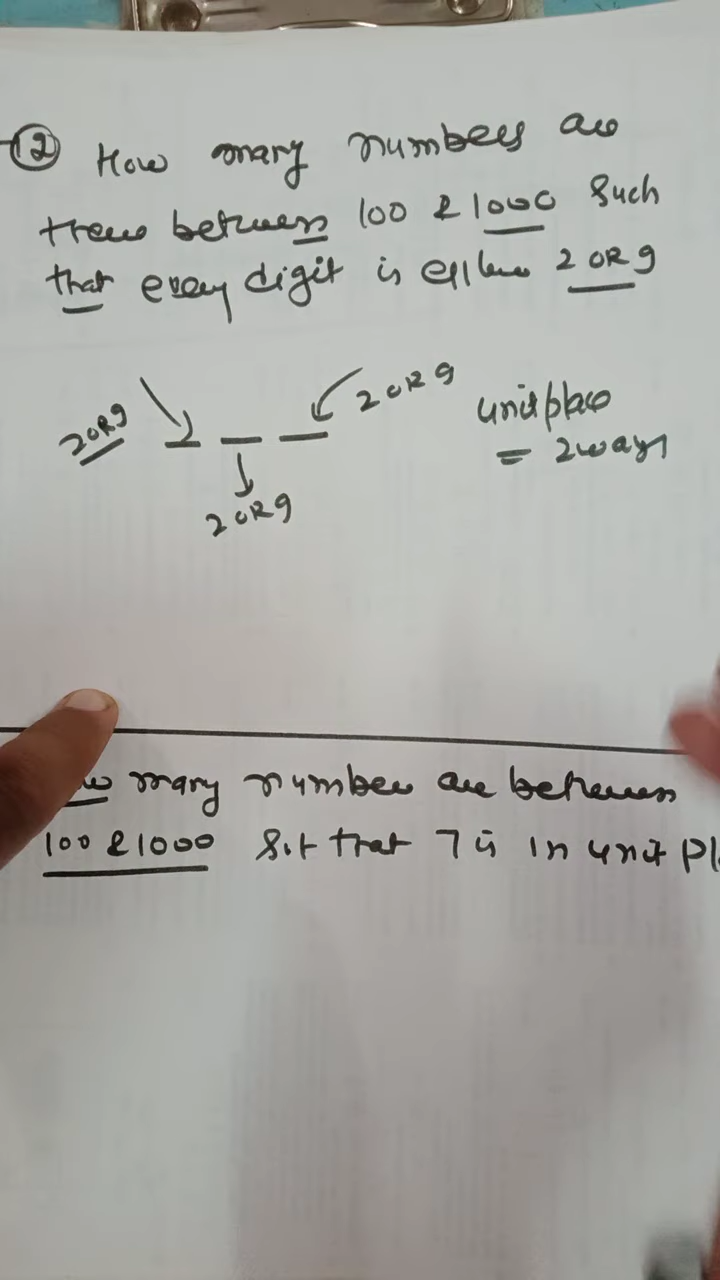 ② How many numbers are
there between 100 & 1000 such
that every digit is either 2 OR 9
2 OR 9
2 OR 9
unit place
= 2 ways
2 OR 9
many number are between
100 & 1000 S.t that 7 is in unit Pl